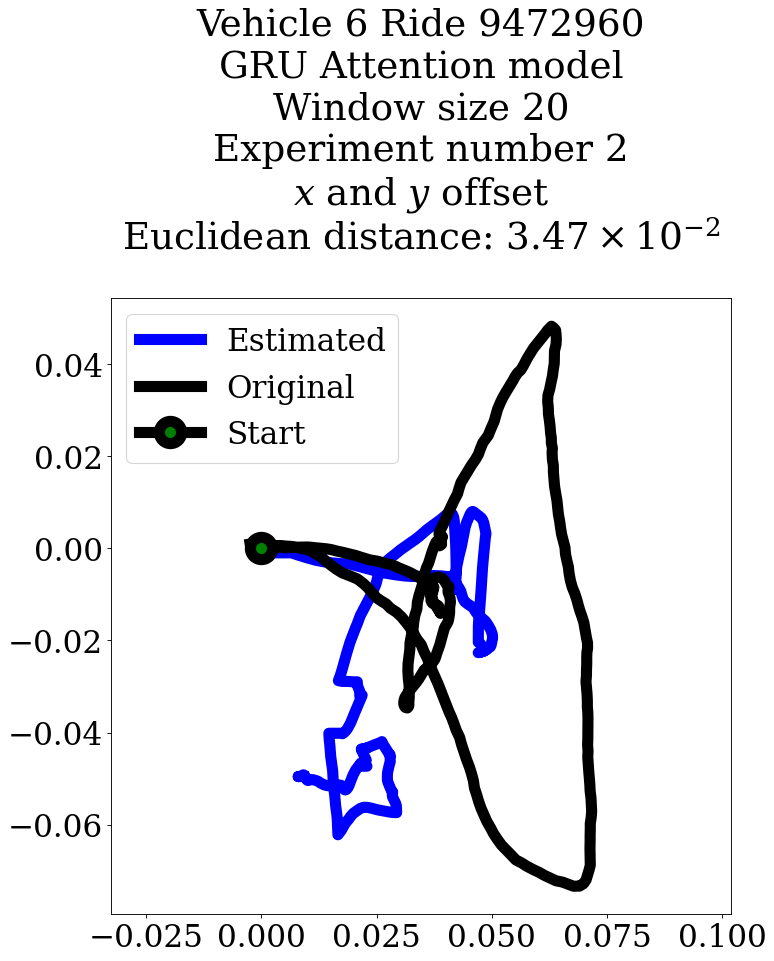 Vehicle 6 Ride 9472960
GRU Attention model
Window size 20
Experiment number 2
x and y offset
Euclidean distance: 3.47 × 10⁻²
Estimated
Original
Start
0.04
0.02
0.00
−0.02
−0.04
−0.06
−0.025 0.000 0.025 0.050 0.075 0.100